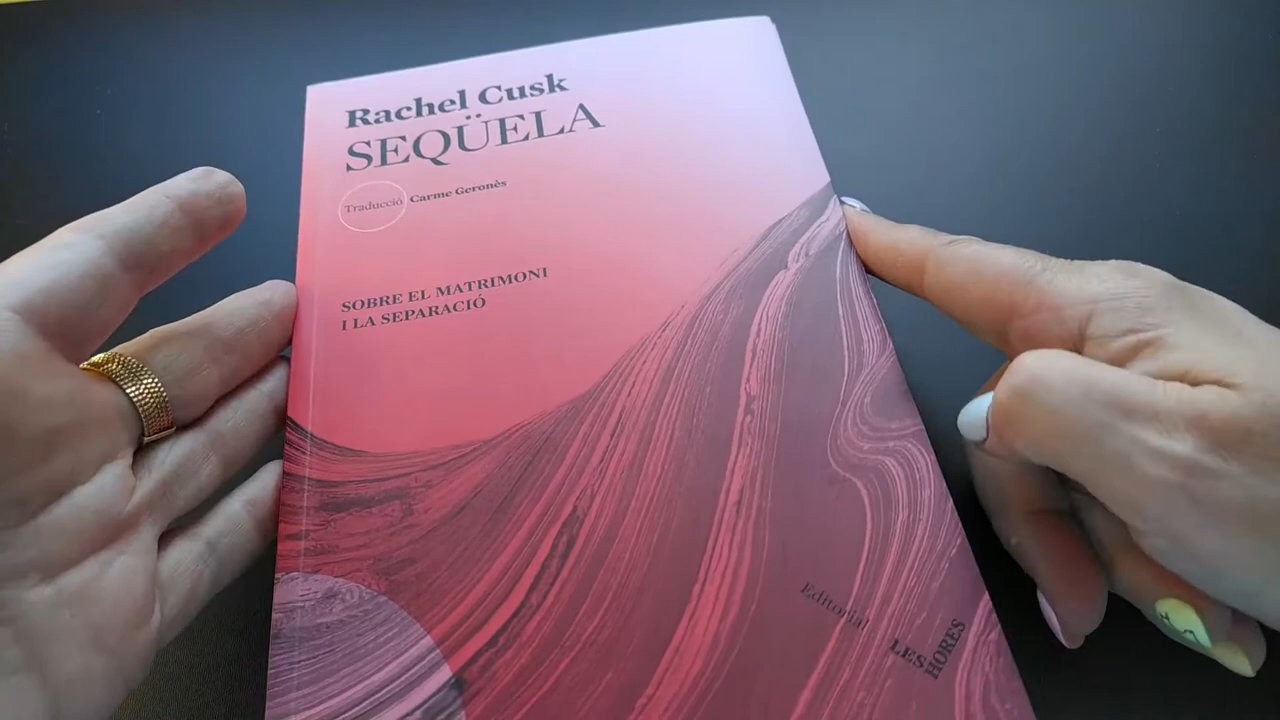 Rachel Cusk
SEQÜELA
Traducció Carme Geronès
SOBRE EL MATRIMONI
I LA SEPARACIÓ
Editorial
LES
HORES